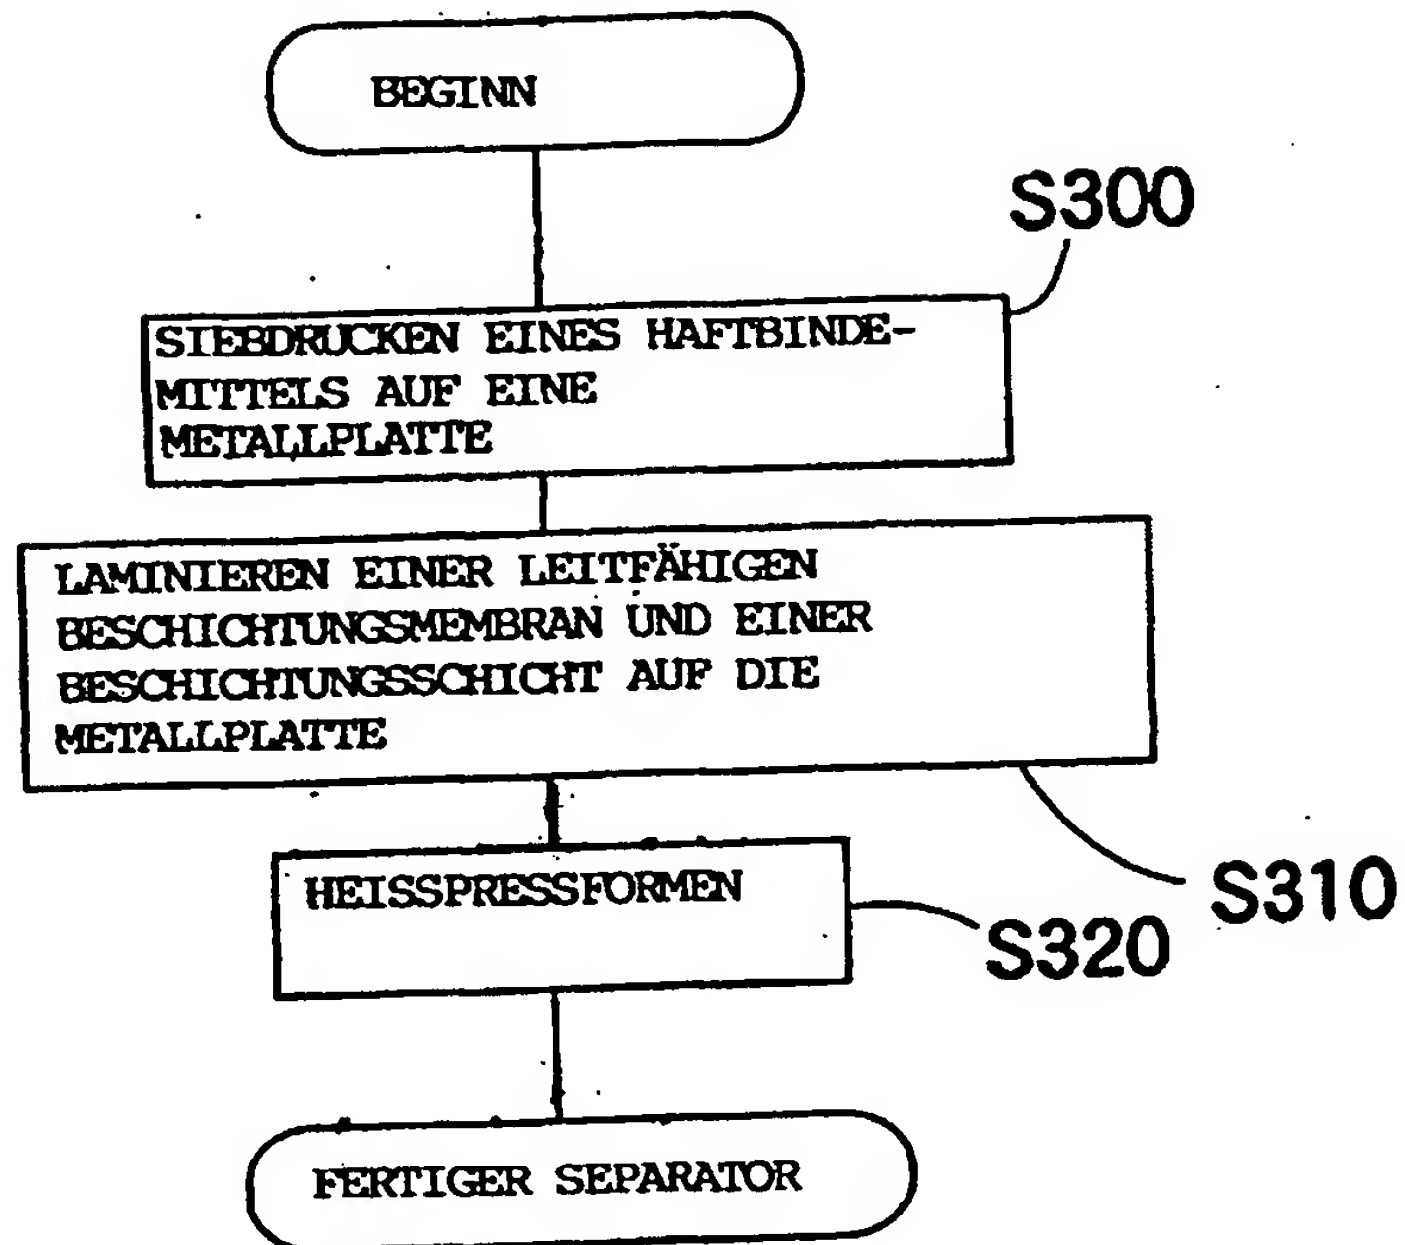 BEGINN
S300
SIEBDRUCKEN EINES HAFTBINDE-
MITTELS AUF EINE
METALLPLATTE
LAMINIEREN EINER LEITFÄHIGEN
BESCHICHTUNGSMEMBRAN UND EINER
BESCHICHTUNGSSCHICHT AUF DIE
METALLPLATTE
S310
HEISSPRESSFORMEN
S320
FERTIGER SEPARATOR